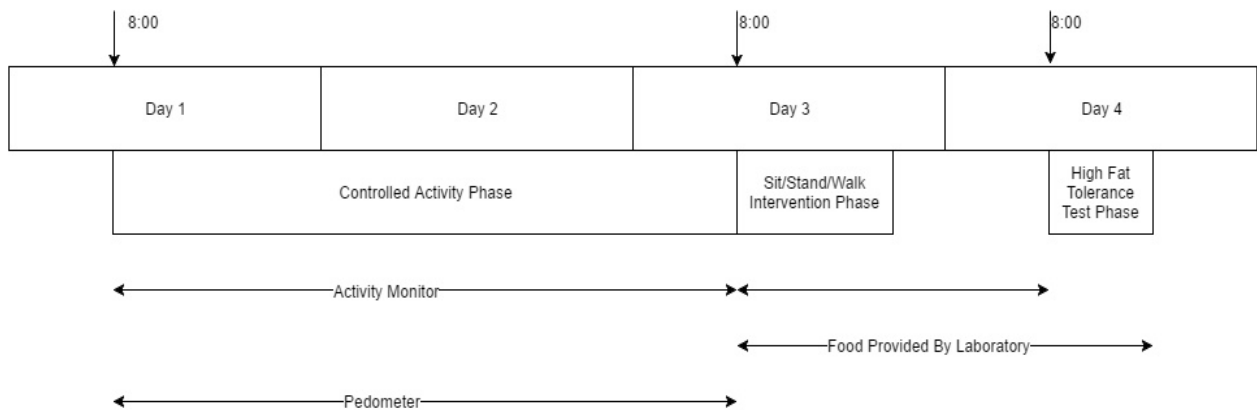 8:00
8:00
8:00
Day 1
Day 2
Day 3
Day 4
Controlled Activity Phase
Sit/Stand/Walk
Intervention Phase
High Fat
Tolerance
Test Phase
Activity Monitor
Food Provided By Laboratory
Pedometer